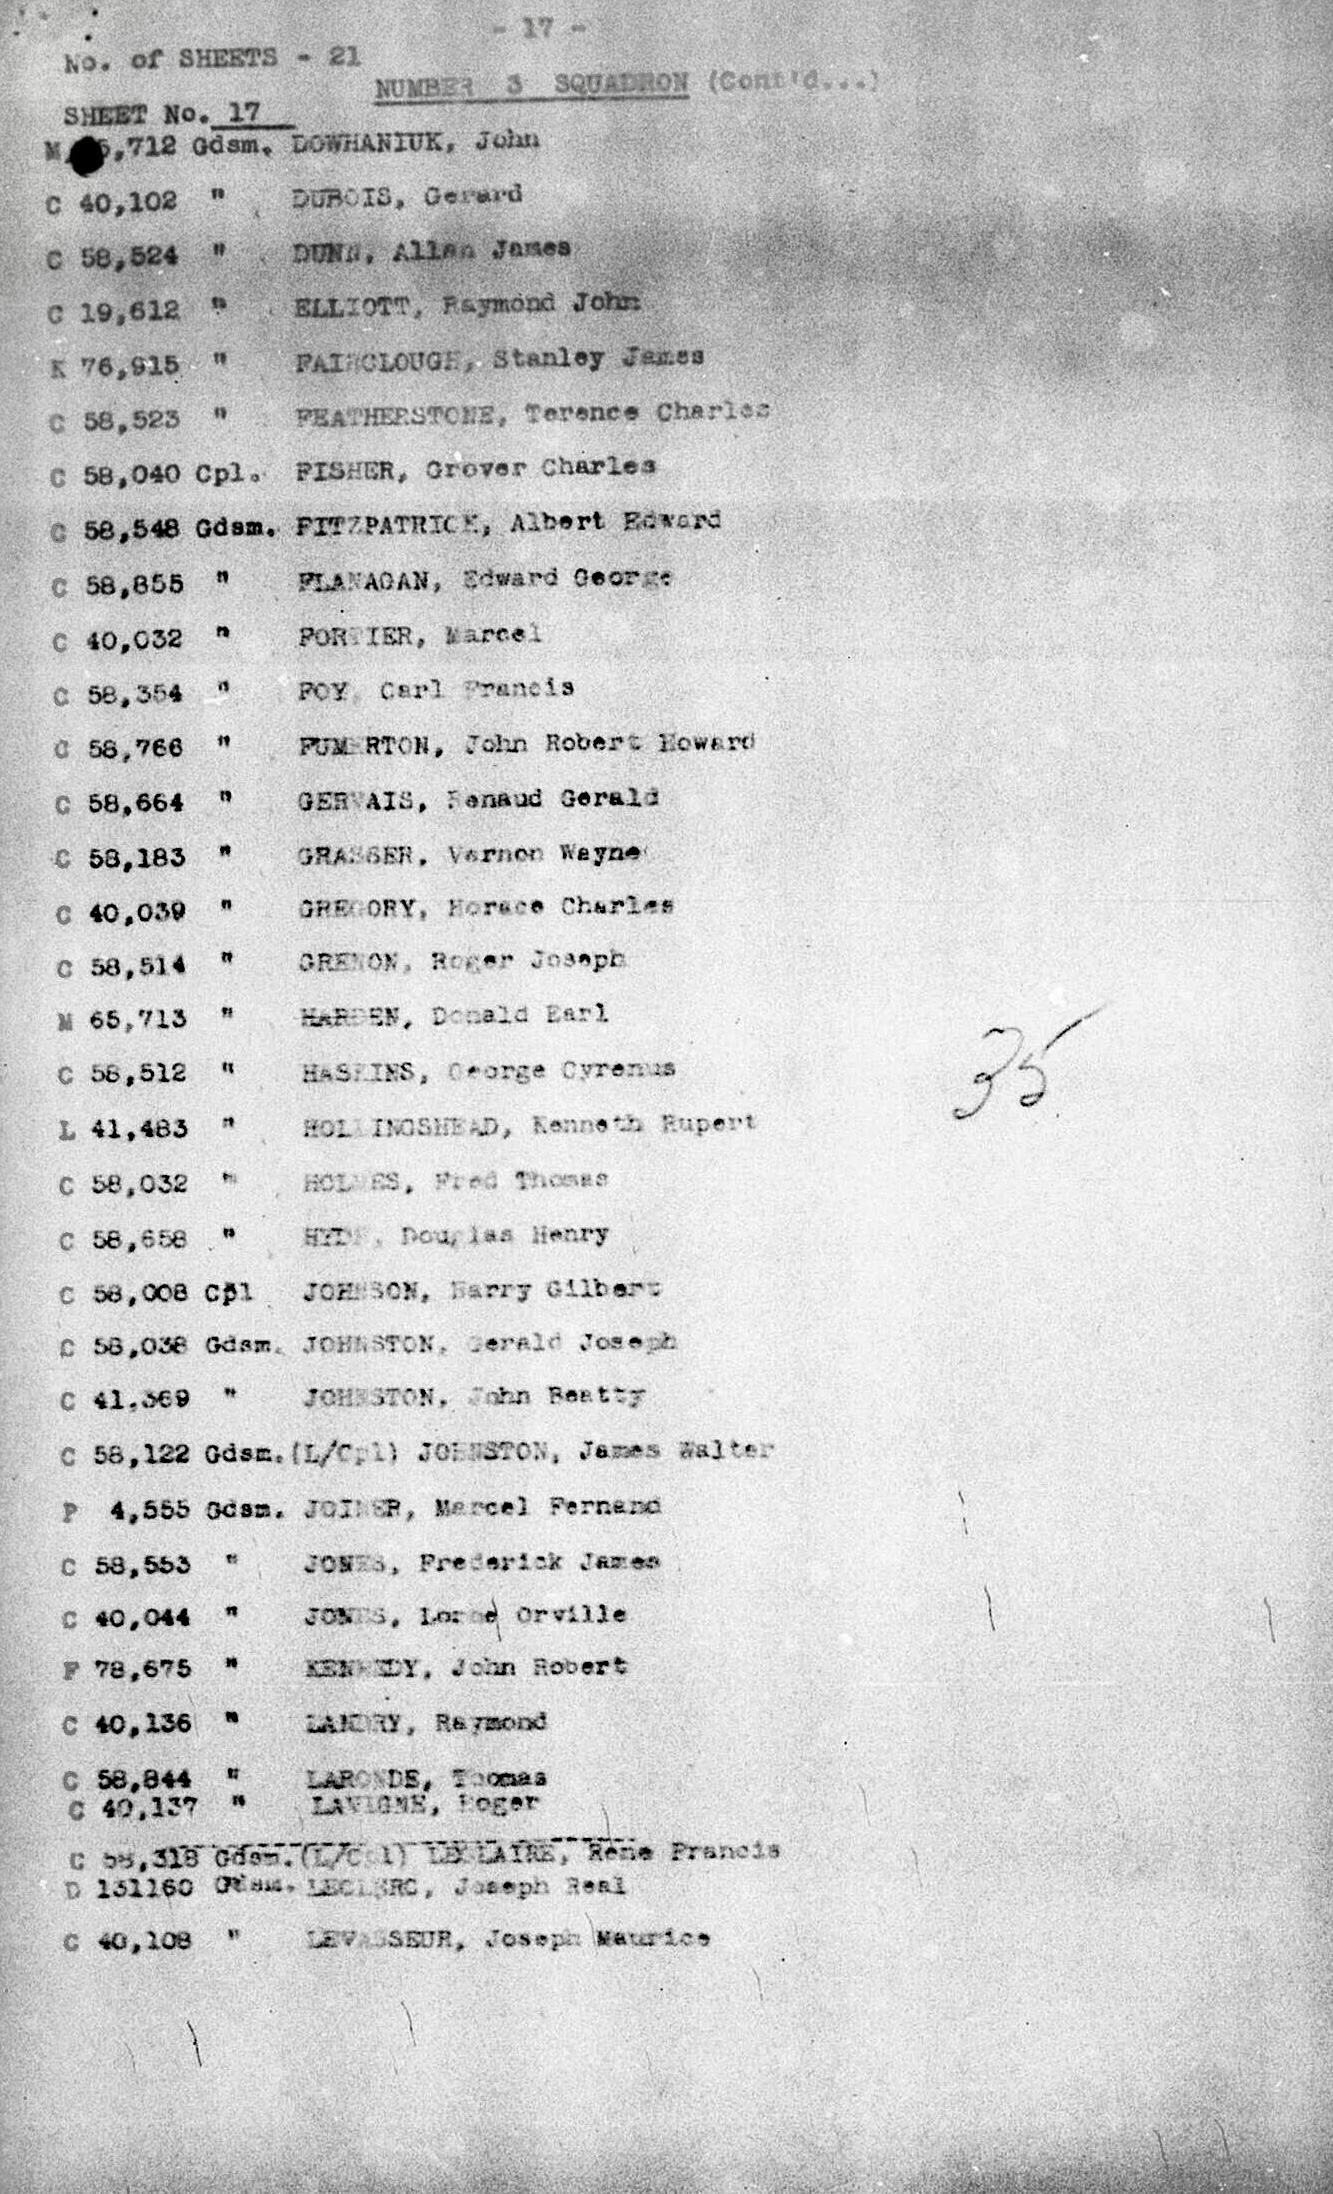 - 17 -
No. of SHEETS - 21
NUMBER 3 SQUADRON (Cont'd...)
SHEET No. 17
M 5,712 Gdsm. DOWHANIUK, John
C 40,102 " DUBOIS, Gerard
C 58,524 " DUNN, Allan James
C 19,612 " ELLIOTT, Raymond John
K 76,915 " FAIRCLOUGH, Stanley James
C 58,523 " FEATHERSTONE, Terence Charles
C 58,040 Cpl. FISHER, Grover Charles
C 58,548 Gdsm. FITZPATRICK, Albert Edward
C 58,855 " FLANAGAN, Edward George
C 40,032 " FORTIER, Marcel
C 58,354 " FOY, Carl Francis
C 58,766 " FUMERTON, John Robert Howard
C 58,664 " GERVAIS, Renaud Gerald
C 58,183 " GRASSER, Vernon Wayne
C 40,039 " GREGORY, Horace Charles
C 58,514 " GRENON, Roger Joseph
M 65,713 " HARDEN, Donald Earl
C 58,512 " HASKINS, George Cyrenus
35
L 41,483 " HOLLINGSHEAD, Kenneth Rupert
C 58,032 " HOLMES, Fred Thomas
C 58,658 " HYDE, Douglas Henry
C 58,008 Cpl JOHNSON, Harry Gilbert
C 58,038 Gdsm. JOHNSTON, Gerald Joseph
C 41.369 " JOHNSTON, John Beatty
C 58,122 Gdsm. (L/Cpl) JOHNSTON, James Walter
P 4,555 Gdsm. JOINER, Marcel Fernand
C 58,553 " JONES, Frederick James
C 40,044 " JONES, Lorne Orville
F 78,675 " KENNEDY, John Robert
C 40,136 " LANDRY, Raymond
C 58,844 " LARONDE, Thomas
C 40,137 " LAVIGNE, Roger
C 58,318 Gdsm. (L/Cpl) LECLAIRE, Rene Francis
D 131160 Gdsm. LECLERC, Joseph Real
C 40,108 " LEVASSEUR, Joseph Maurice